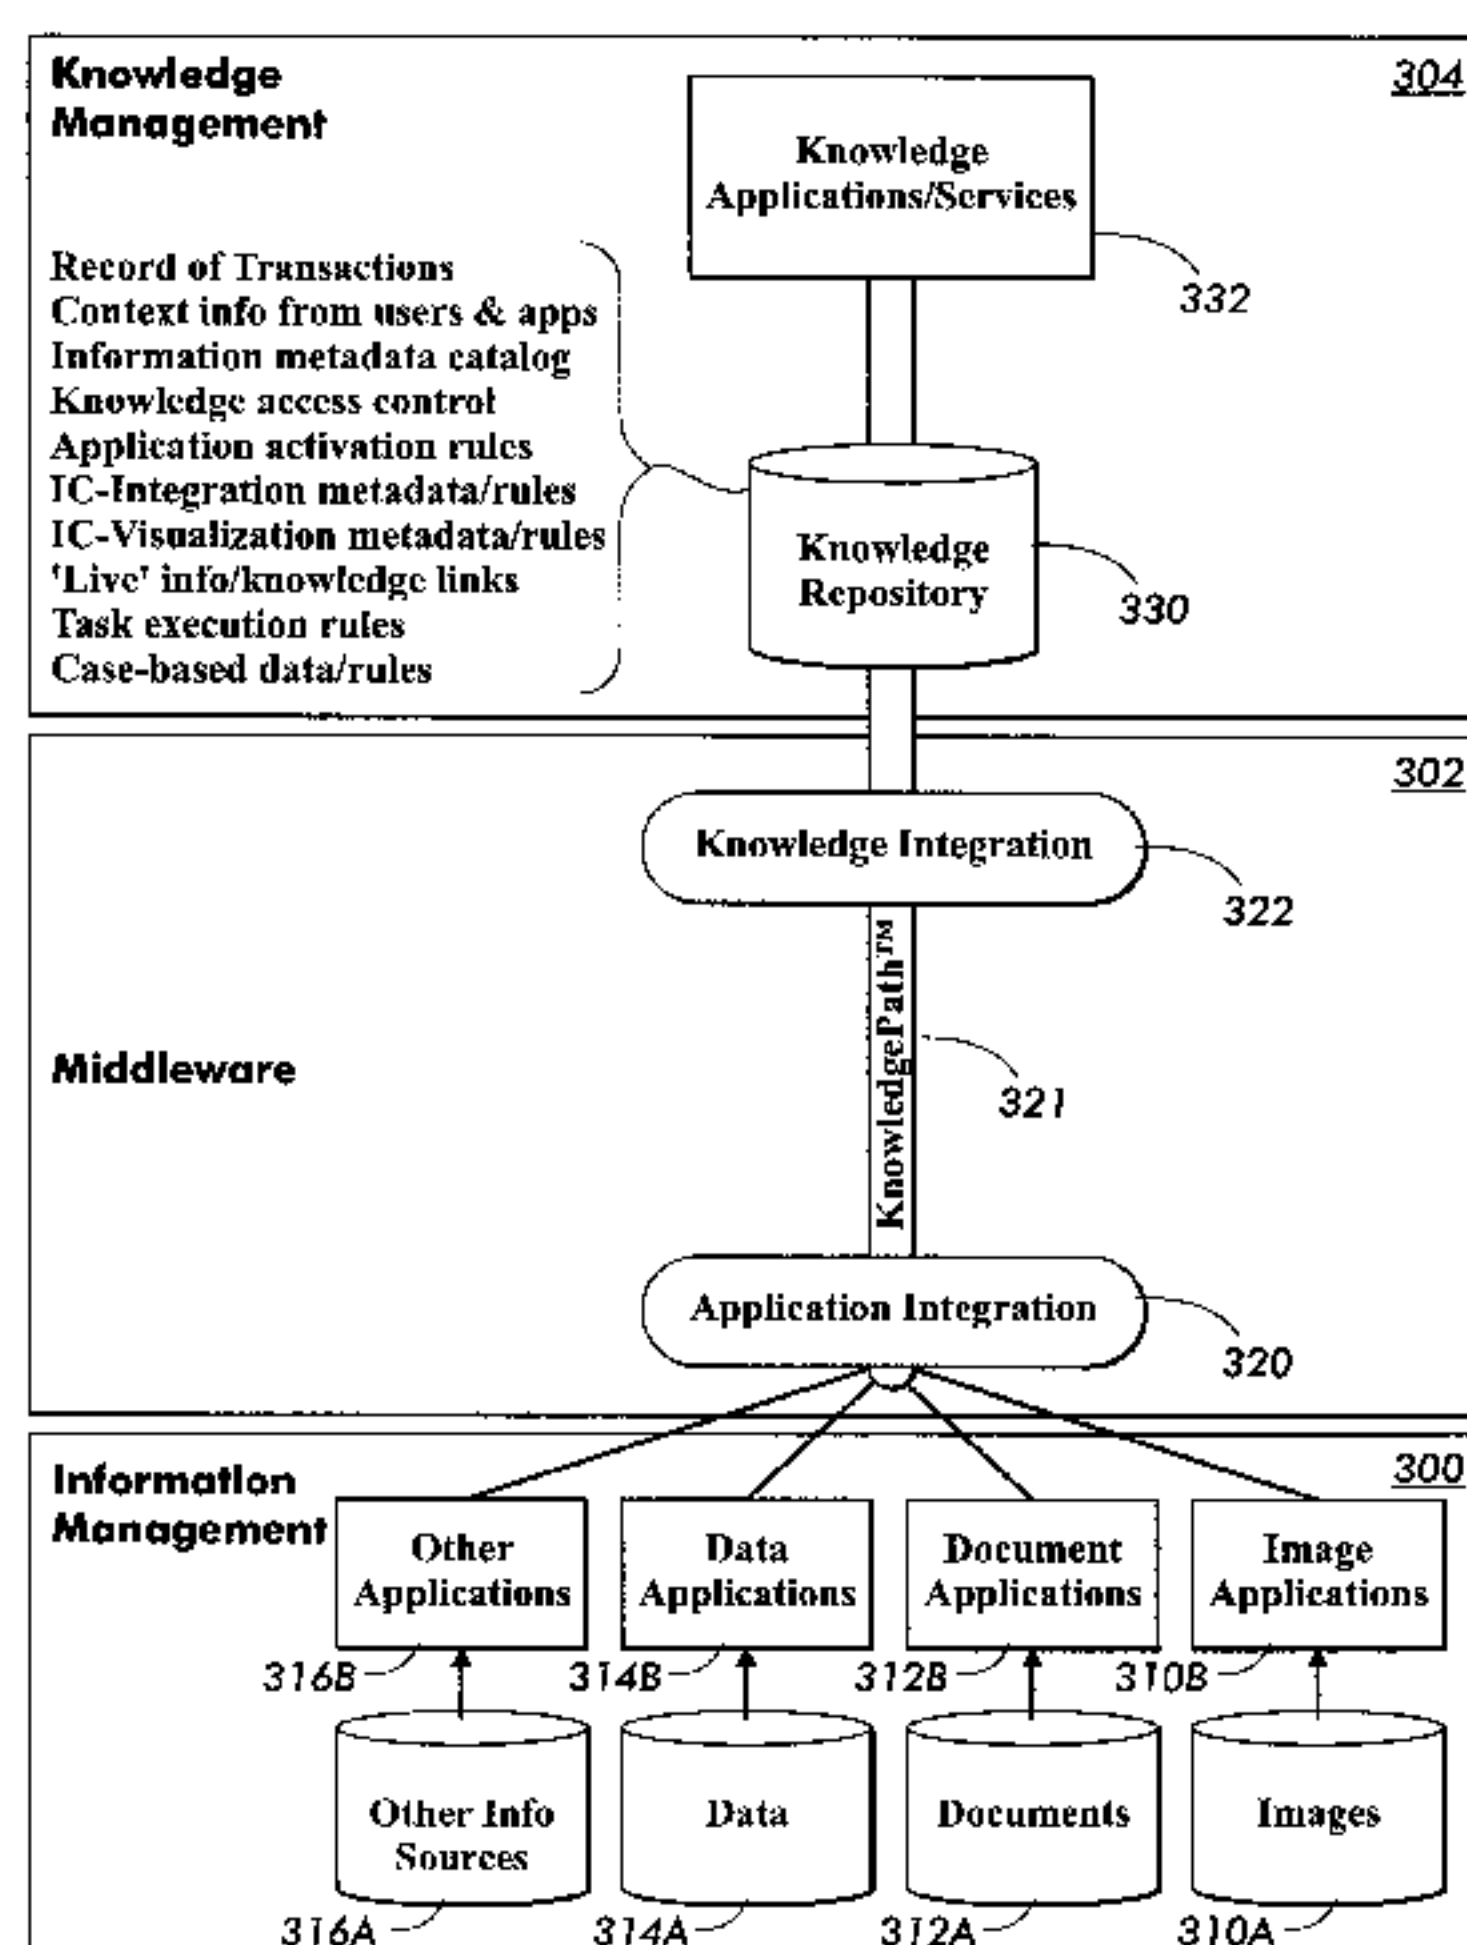 Knowledge
Management
304
Knowledge
Applications/Services
332
Record of Transactions
Context info from users & apps
Information metadata catalog
Knowledge access control
Application activation rules
IC-Integration metadata/rules
IC-Visualization metadata/rules
'Live' info/knowledge links
Task execution rules
Case-based data/rules
Knowledge
Repository
330
302
Knowledge Integration
322
KnowledgePath™
321
Middleware
Application Integration
320
Information
Management
300
Other
Applications
Data
Applications
Document
Applications
Image
Applications
316B
314B
312B
310B
Other Info
Sources
Data
Documents
Images
316A
314A
312A
310A